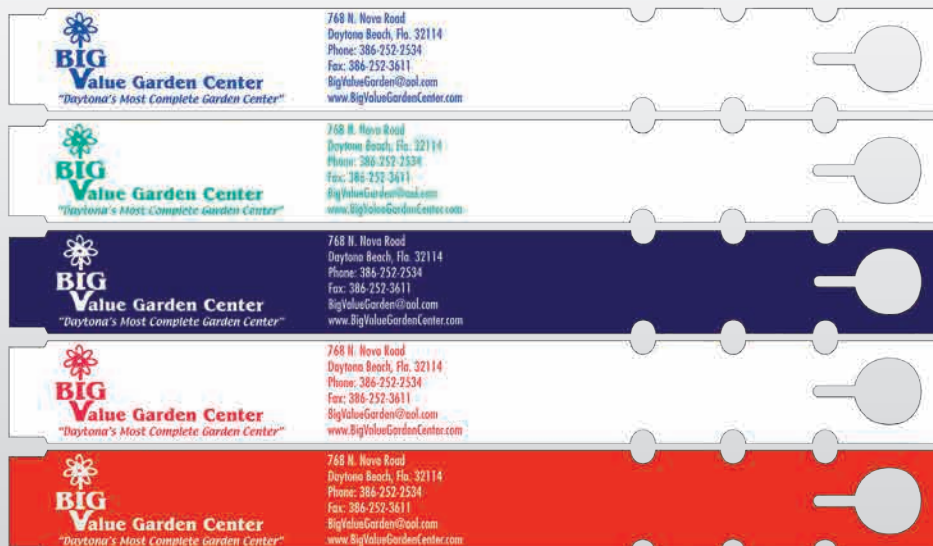 BIG
Value Garden Center
"Daytona's Most Complete Garden Center"
768 N. Nova Road
Daytona Beach, Fla. 32114
Phone: 386-252-2534
Fax: 386-252-3611
BigValueGarden@aol.com
www.BigValueGardenCenter.com
BIG
Value Garden Center
"Daytona's Most Complete Garden Center"
768 N. Nova Road
Daytona Beach, Fla. 32114
Phone: 386-252-2534
Fax: 386-252-3611
BigValueGarden@aol.com
www.BigValueGardenCenter.com
BIG
Value Garden Center
"Daytona's Most Complete Garden Center"
768 N. Nova Road
Daytona Beach, Fla. 32114
Phone: 386-252-2534
Fax: 386-252-3611
BigValueGarden@aol.com
www.BigValueGardenCenter.com
BIG
Value Garden Center
"Daytona's Most Complete Garden Center"
768 N. Nova Road
Daytona Beach, Fla. 32114
Phone: 386-252-2534
Fax: 386-252-3611
BigValueGarden@aol.com
www.BigValueGardenCenter.com
BIG
Value Garden Center
"Daytona's Most Complete Garden Center"
768 N. Nova Road
Daytona Beach, Fla. 32114
Phone: 386-252-2534
Fax: 386-252-3611
BigValueGarden@aol.com
www.BigValueGardenCenter.com